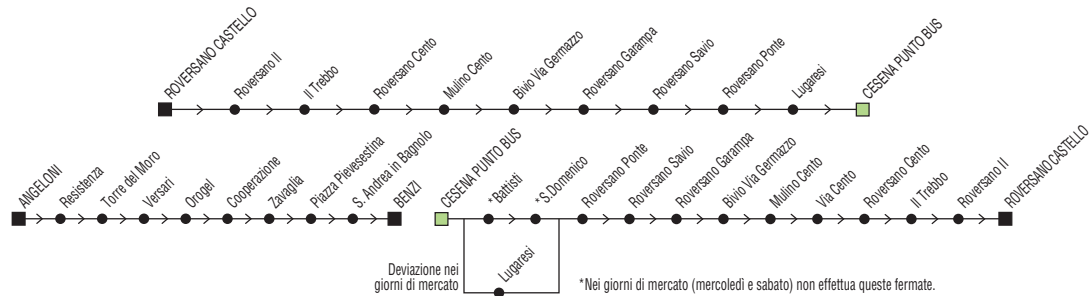 ROVERSANO CASTELLO
Roversano II
Il Trebbo
Roversano Cento
Mulino Cento
Bivio Via Germazzo
Roversano Garampa
Roversano Savio
Roversano Ponte
Lugaresi
CESENA PUNTO BUS
ANGELONI
Resistenza
Torre del Moro
Versari
Orogel
Cooperazione
Zavaglia
Piazza Pievesestina
S. Andrea in Bagnolo
BENZI
CESENA PUNTO BUS
*Battisti
*S.Domenico
Roversano Ponte
Roversano Savio
Roversano Garampa
Bivio Via Germazzo
Mulino Cento
Via Cento
Roversano Cento
Il Trebbo
Roversano II
ROVERSANO CASTELLO
Lugaresi
Deviazione nei
giorni di mercato
*Nei giorni di mercato (mercoledì e sabato) non effettua queste fermate.